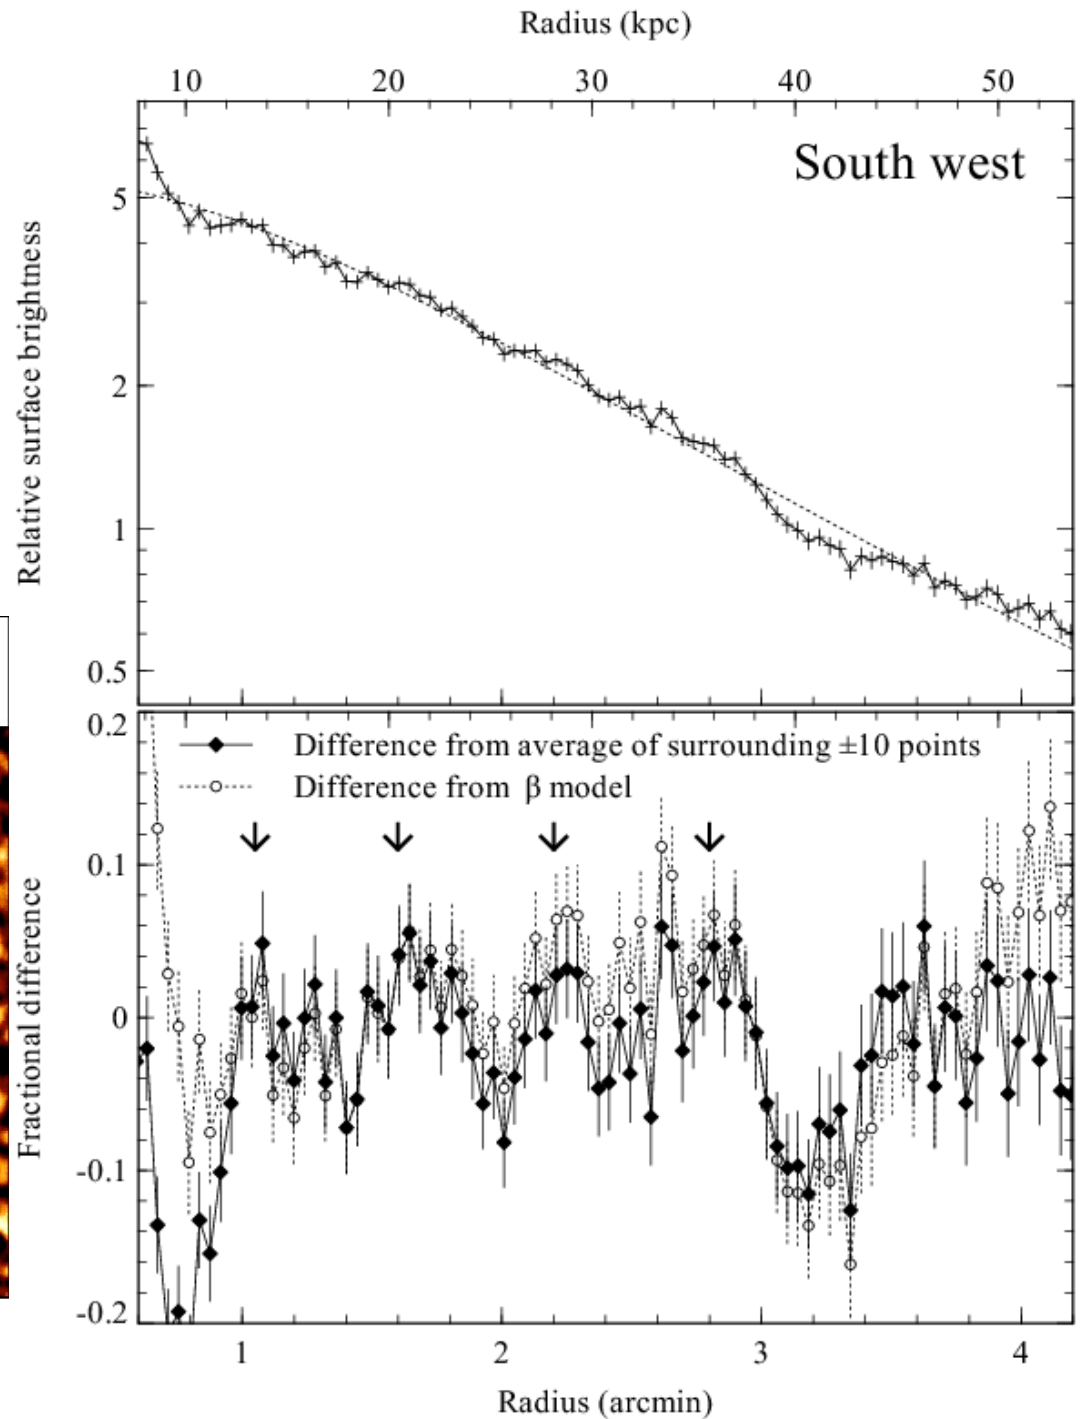 Radius (kpc)
10 20 30 40 50
South west
Relative surface brightness
5
2
1
0.5
0.2
Difference from average of surrounding ±10 points
Difference from β model
Fractional difference
0.1
0
-0.1
-0.2
1 2 3 4
Radius (arcmin)